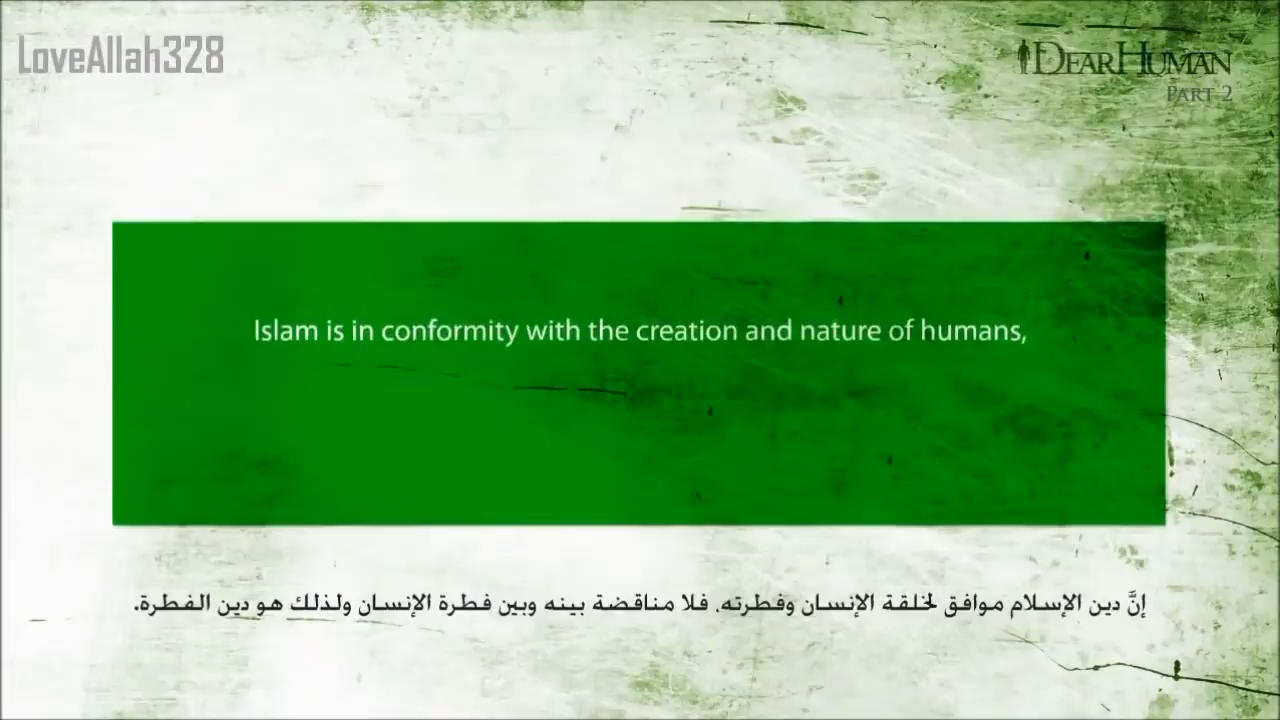 LoveAllah328
DearHuman
Part 2
Islam is in conformity with the creation and nature of humans,
إنَّ دين الإسلام موافق لخلقة الإنسان وفطرته. فلا مناقضة بينه وبين فطرة الإنسان ولذلك هو دين الفطرة.